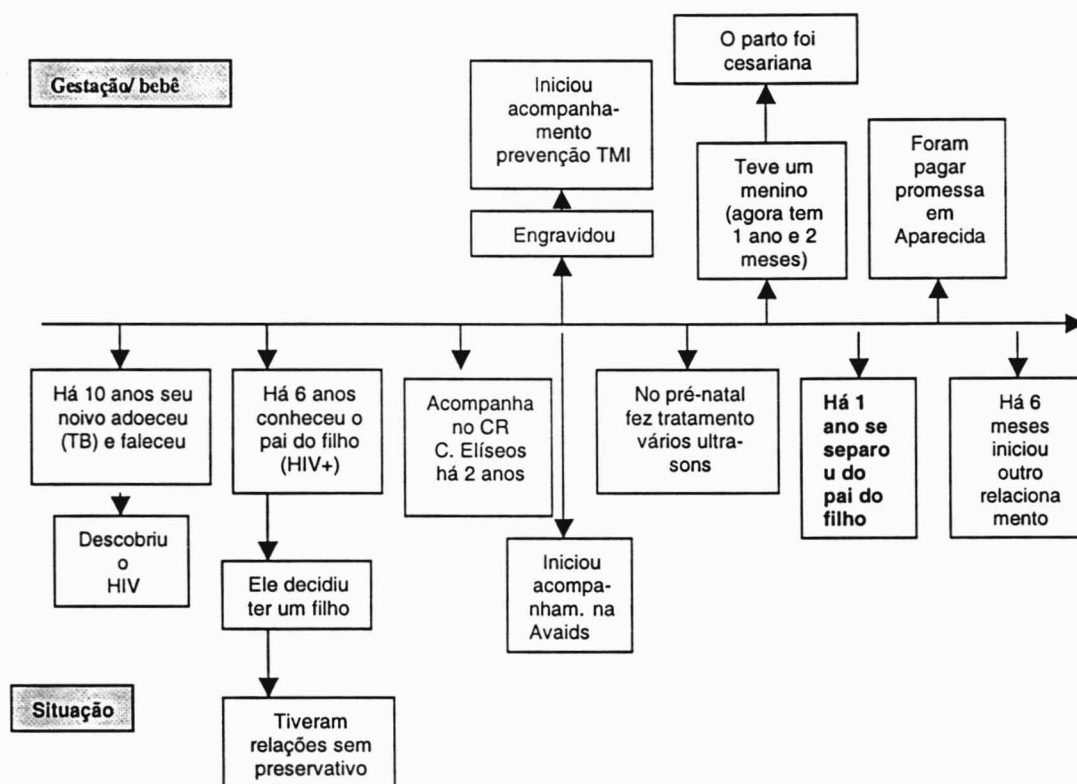 Gestação/ bebê
Iniciou
acompanha-
mento
prevenção TMI
Engravidou
O parto foi
cesariana
Teve um
menino
(agora tem
1 ano e 2
meses)
Foram
pagar
promessa
em
Aparecida
Há 10 anos seu
noivo adoeceu
(TB) e faleceu
Descobriu
o
HIV
Há 6 anos
conheceu o
pai do filho
(HIV+)
Ele decidiu
ter um filho
Tiveram
relações sem
preservativo
Acompanha
no CR
C. Elíseos
há 2 anos
Iniciou
acompa-
nham. na
Avaids
No pré-natal
fez tratamento
vários ultra-
sons
Há 1
ano se
separo
u do
pai do
filho
Há 6
meses
iniciou
outro
relaciona
mento
Situação